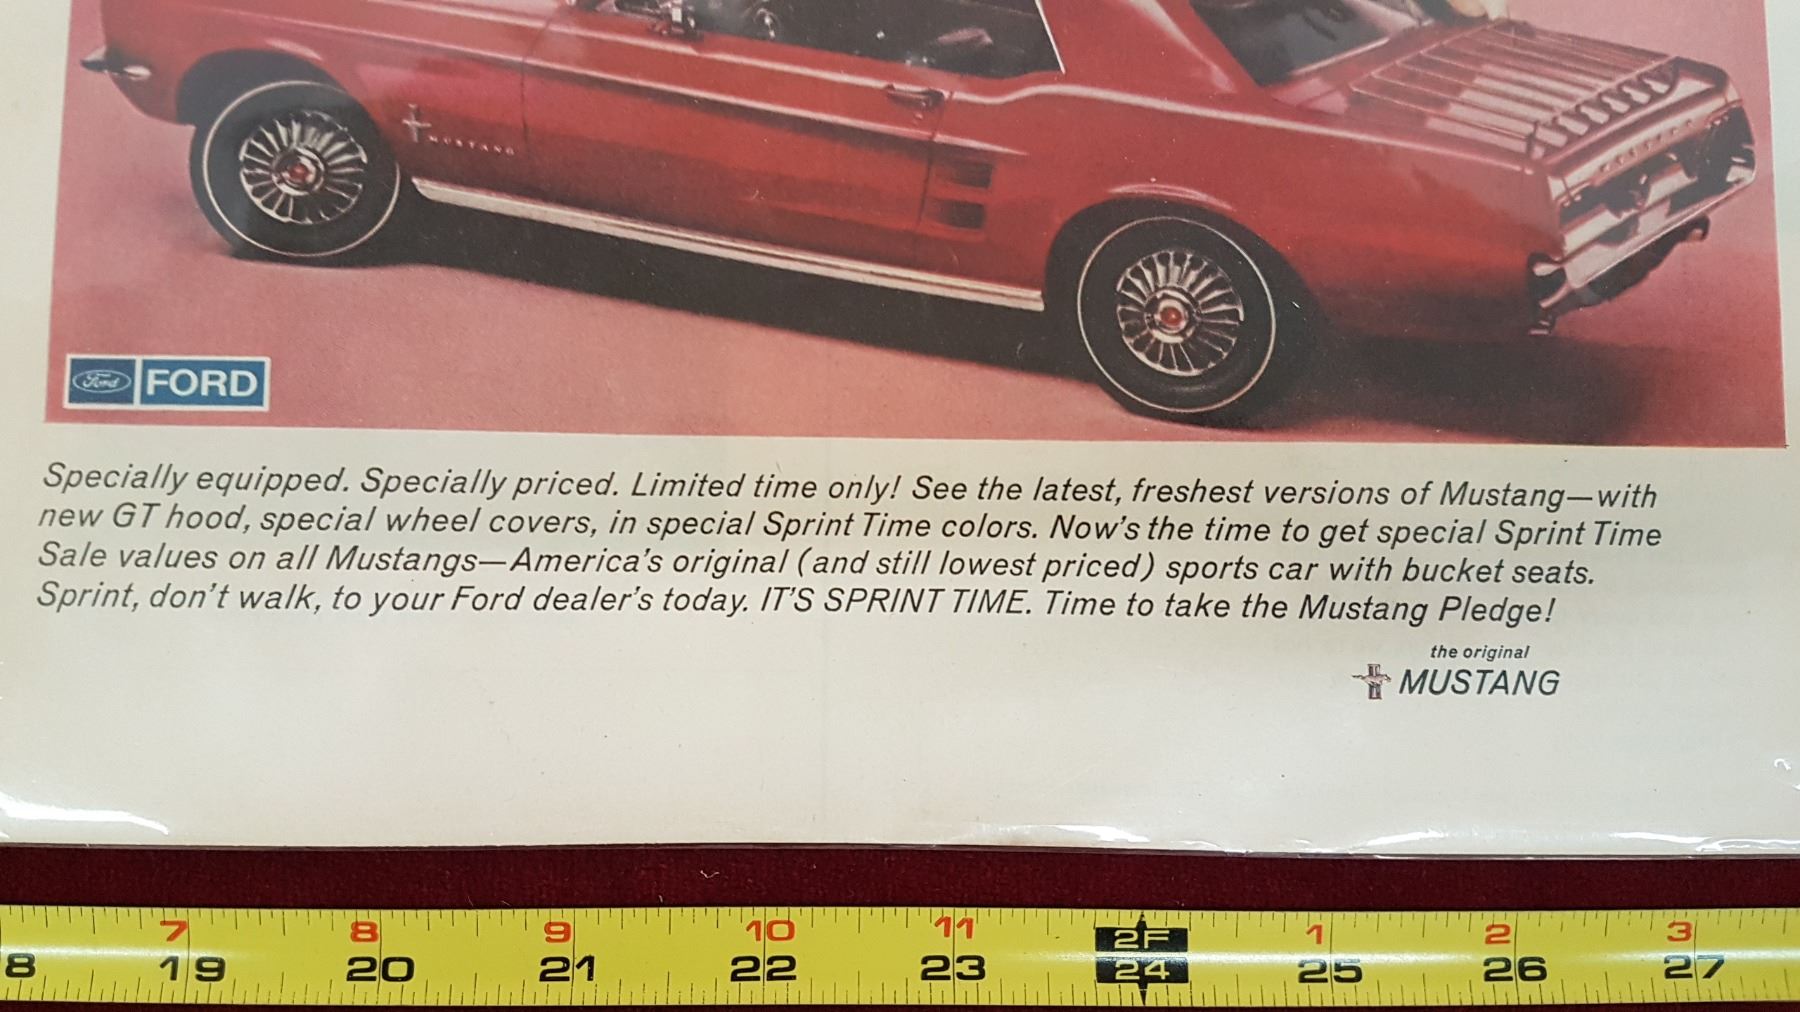 MUSTANG
Ford FORD
Specially equipped. Specially priced. Limited time only! See the latest, freshest versions of Mustang—with
new GT hood, special wheel covers, in special Sprint Time colors. Now's the time to get special Sprint Time
Sale values on all Mustangs—America's original (and still lowest priced) sports car with bucket seats.
Sprint, don't walk, to your Ford dealer's today. IT'S SPRINT TIME. Time to take the Mustang Pledge!
the original
MUSTANG
7 8 9 10 11 2F 1 2 3
8 19 20 21 22 23 24 25 26 27